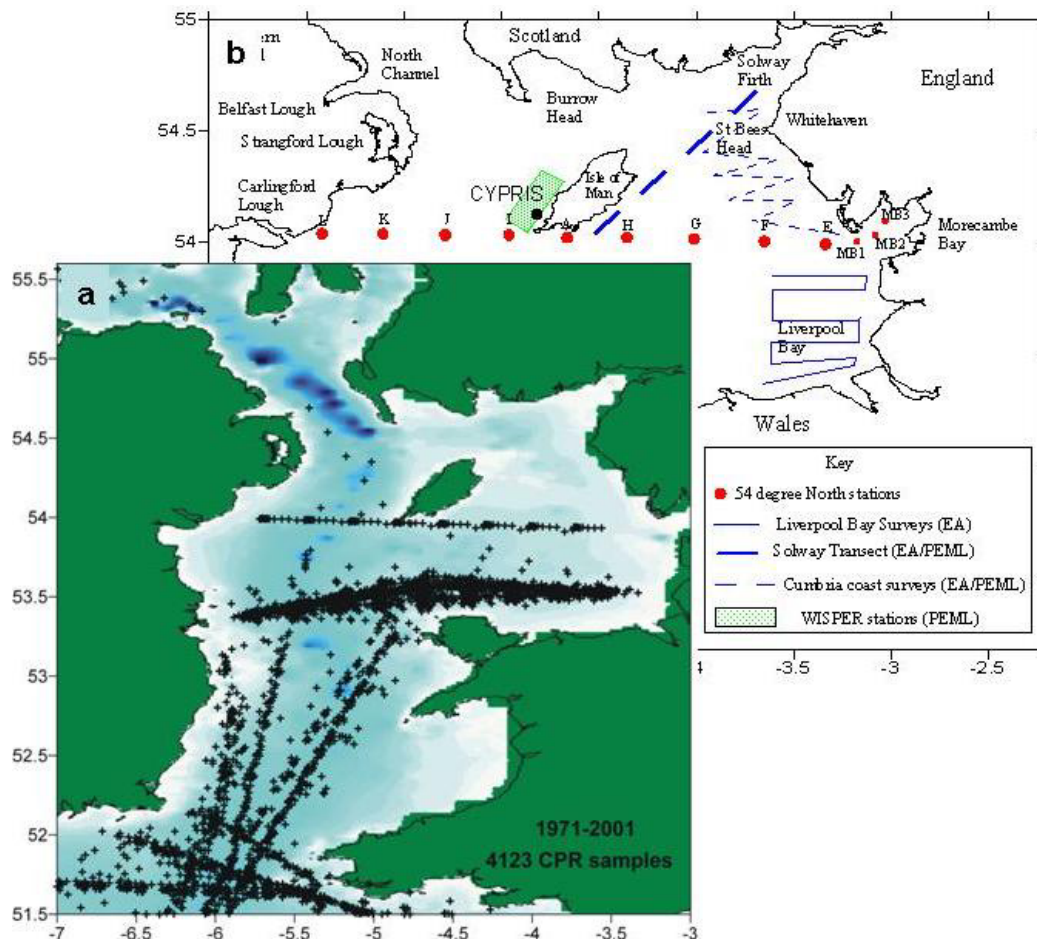 55
b
ern
l
North
Channel
Scotland
Solway
Firth
England
Belfast Lough
Burrow
Head
Whitehaven
54.5
Strangford Lough
St Bees
Head
Carlingford
Lough
CYPRIS
Isle of
Man
L
K
J
I
A
H
G
F
E
MB3
MB2
MB1
Morecambe
Bay
54
Liverpool
Bay
Wales
Key
54 degree North stations
Liverpool Bay Surveys (EA)
Solway Transect (EA/PEML)
Cumbria coast surveys (EA/PEML)
WISPER stations (PEML)
4
-3.5
-3
-2.5
a
55.5
55
54.5
54
53.5
53
52.5
52
51.5
1971-2001
4123 CPR samples
-7
-6.5
-6
-5.5
-5
-4.5
-4
-3.5
-3